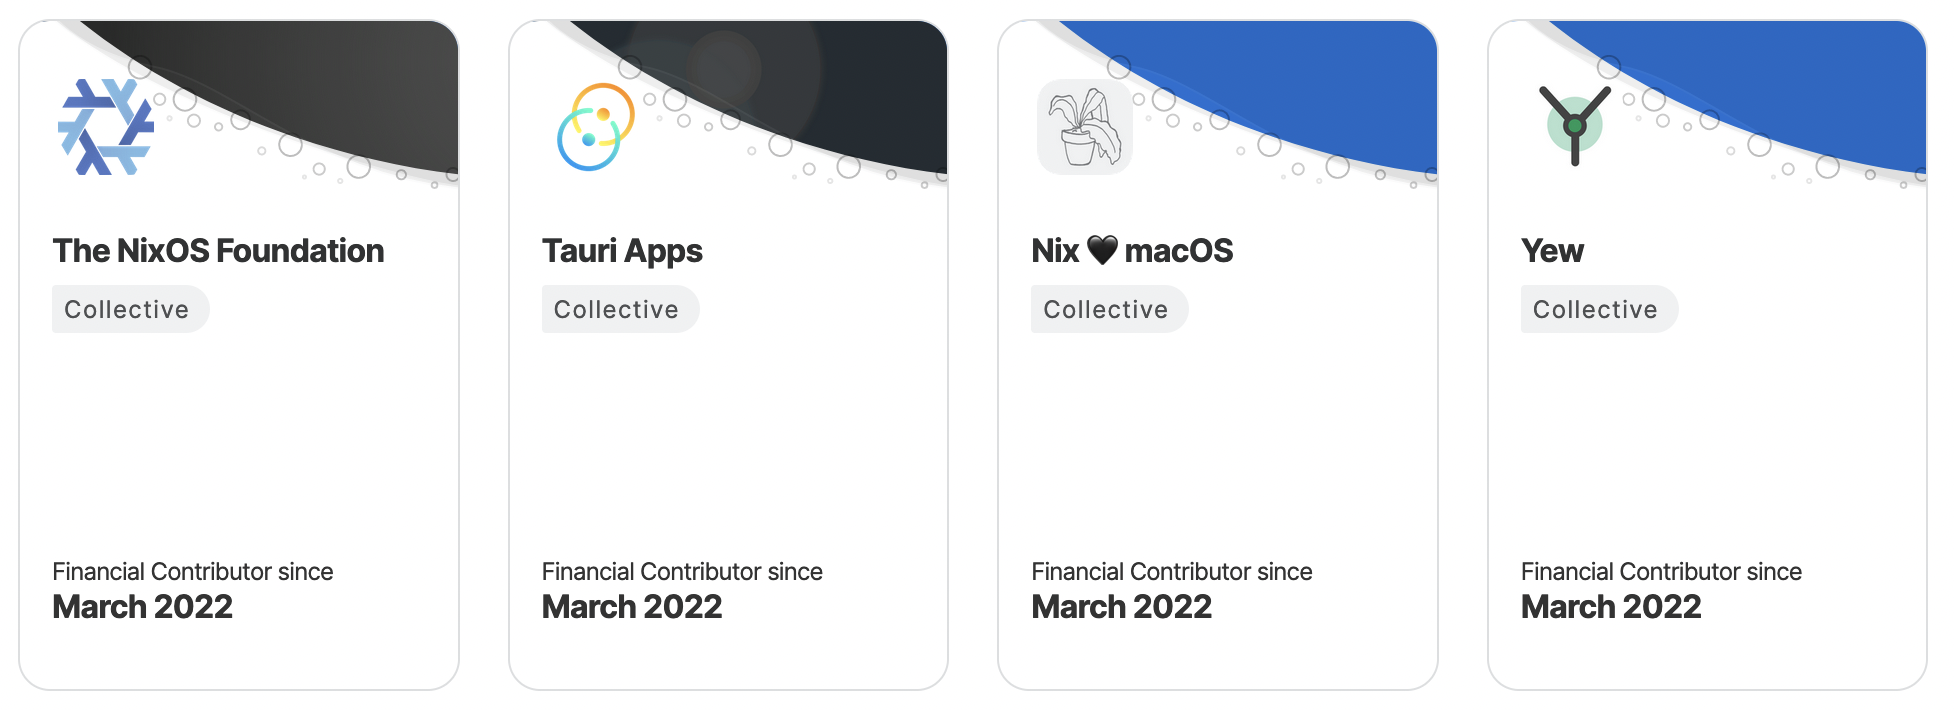 The NixOS Foundation
Collective
Financial Contributor since
March 2022
Tauri Apps
Collective
Financial Contributor since
March 2022
Nix 🖤 macOS
Collective
Financial Contributor since
March 2022
Yew
Collective
Financial Contributor since
March 2022